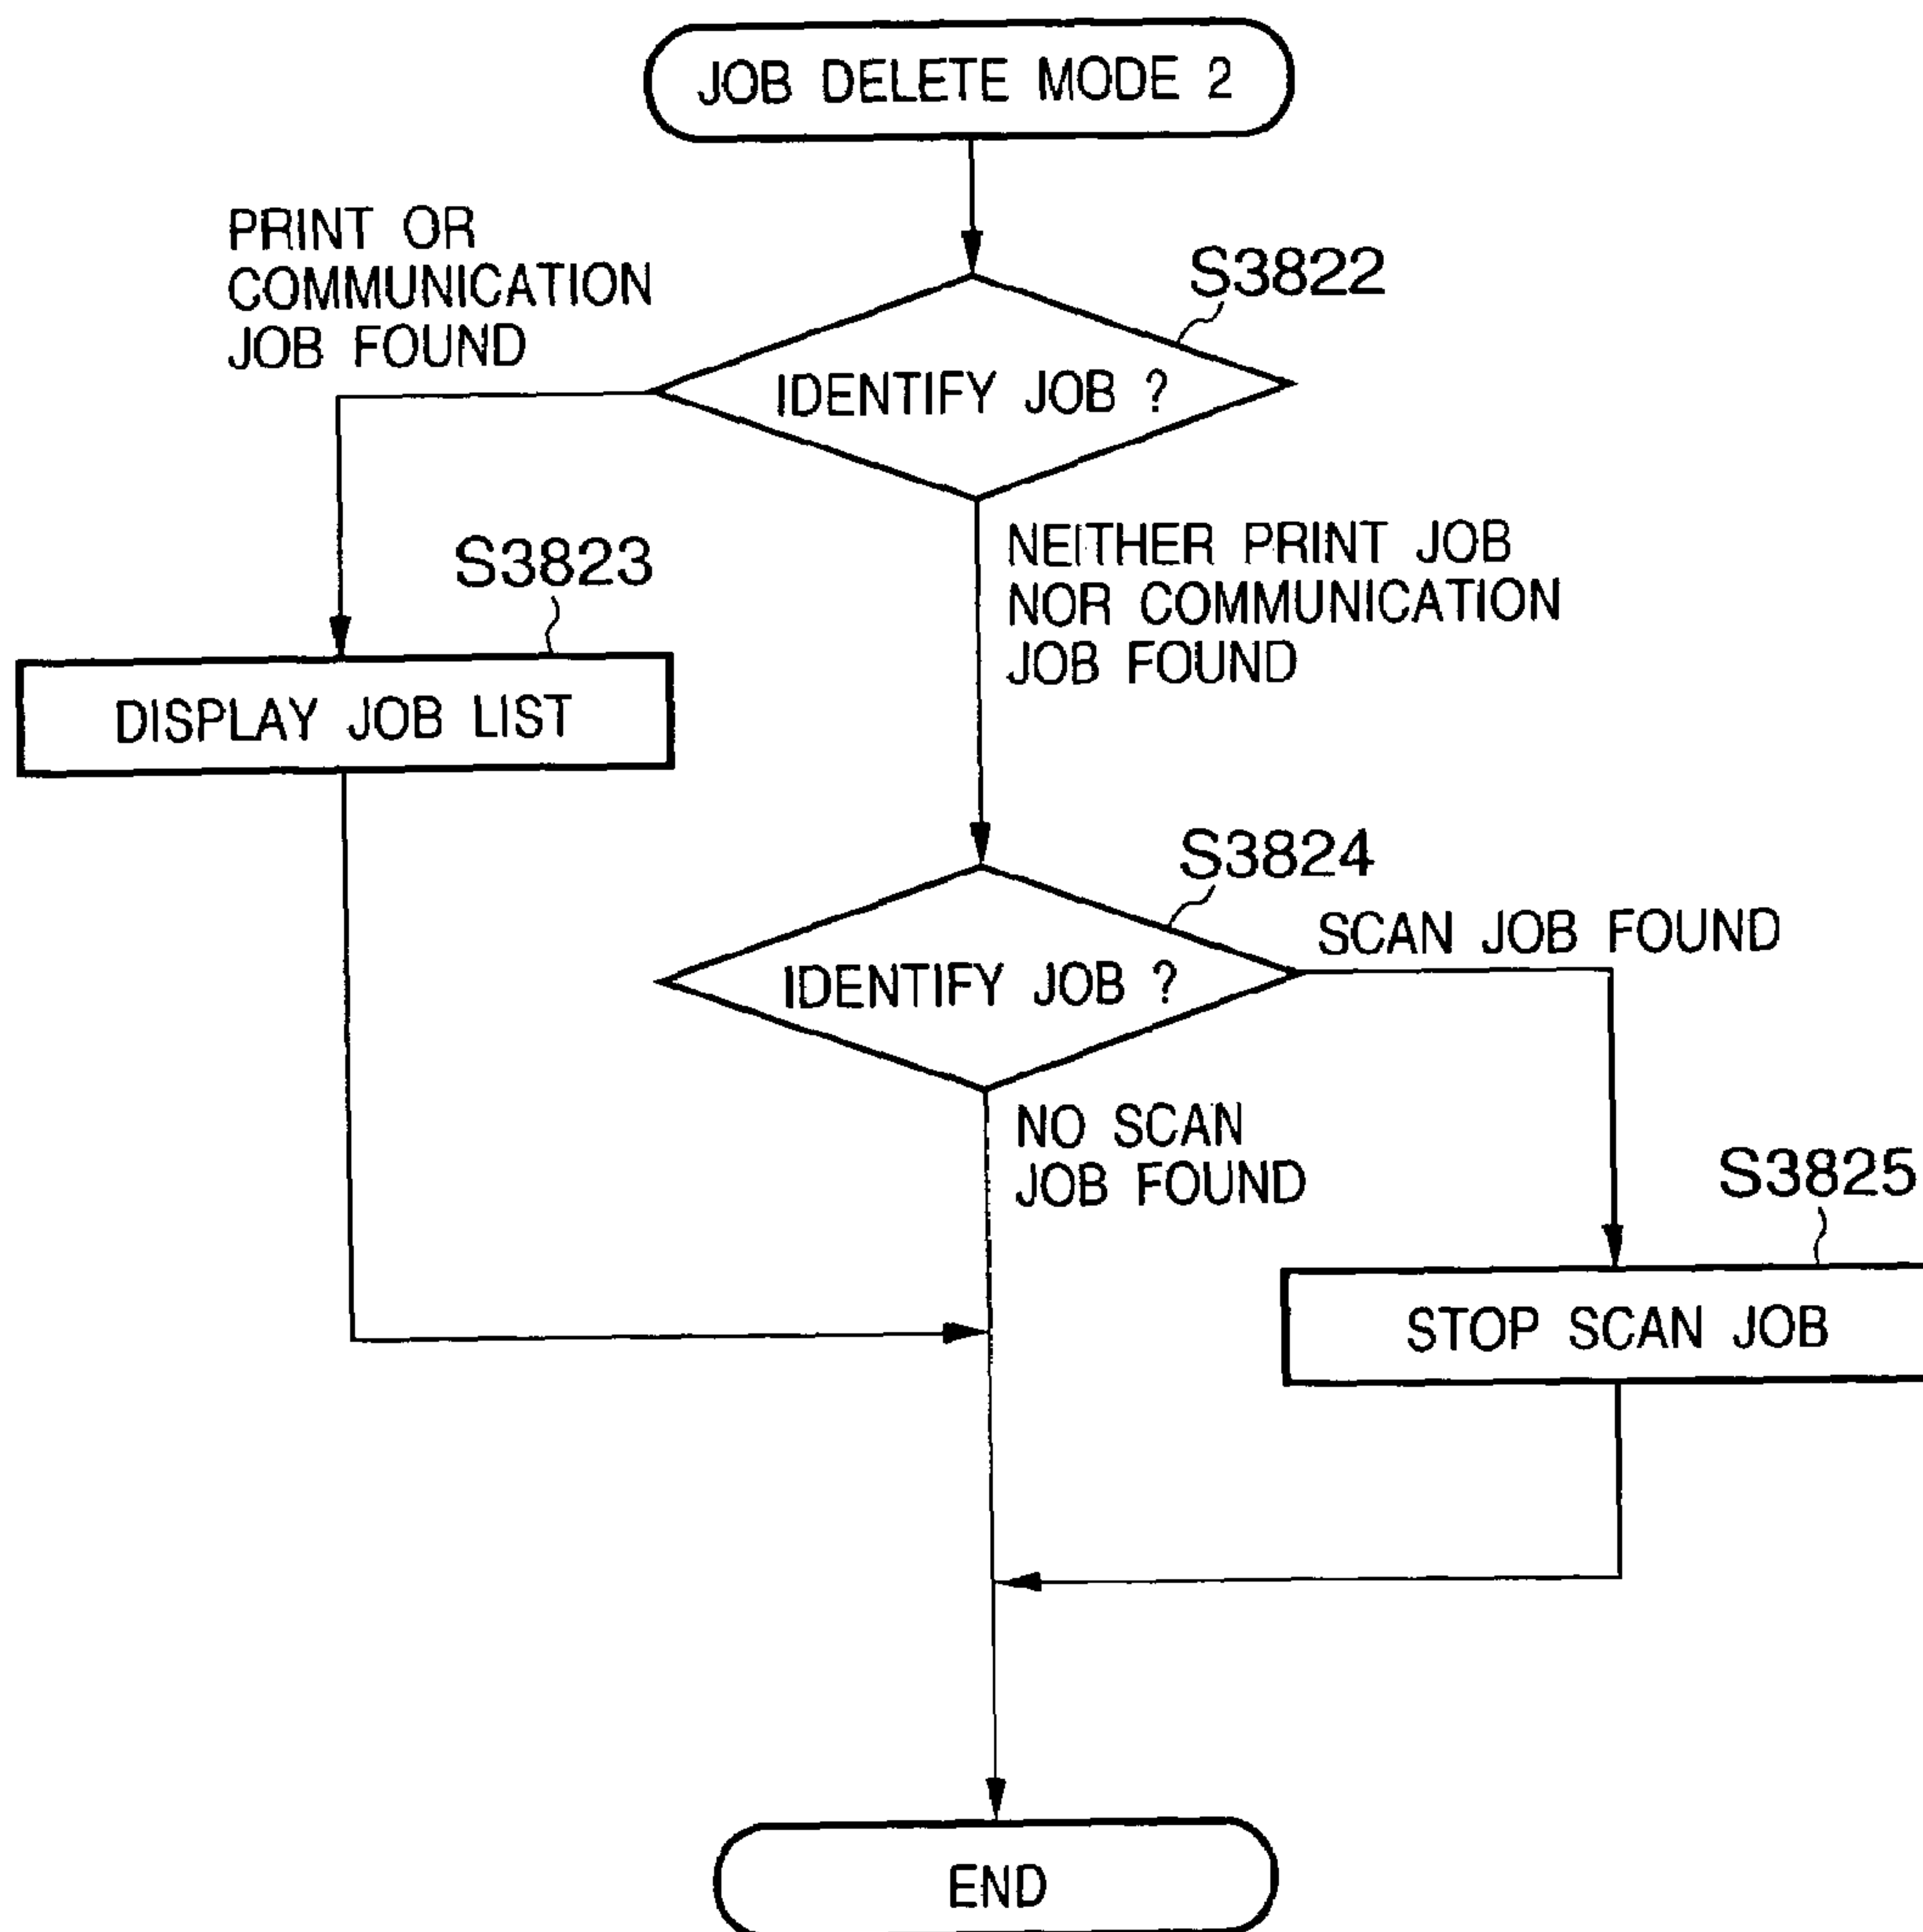 JOB DELETE MODE 2
PRINT OR
COMMUNICATION
JOB FOUND
S3822
IDENTIFY JOB ?
S3823
NEITHER PRINT JOB
NOR COMMUNICATION
JOB FOUND
DISPLAY JOB LIST
S3824
SCAN JOB FOUND
IDENTIFY JOB ?
NO SCAN
JOB FOUND
S3825
STOP SCAN JOB
END